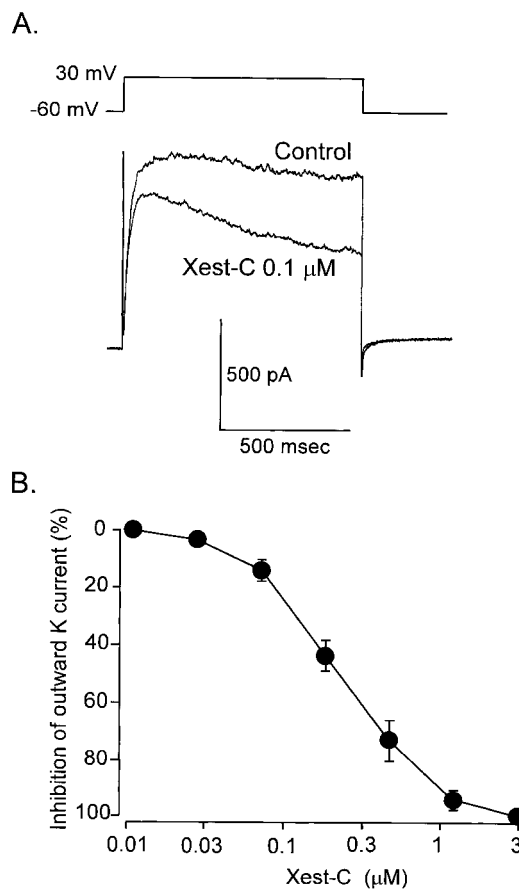 A.
30 mV
-60 mV
Control
Xest-C 0.1 μM
500 pA
500 msec
B.
Inhibition of outward K current (%)
0
20
40
60
80
100
0.01 0.03 0.1 0.3 1 3
Xest-C (μM)